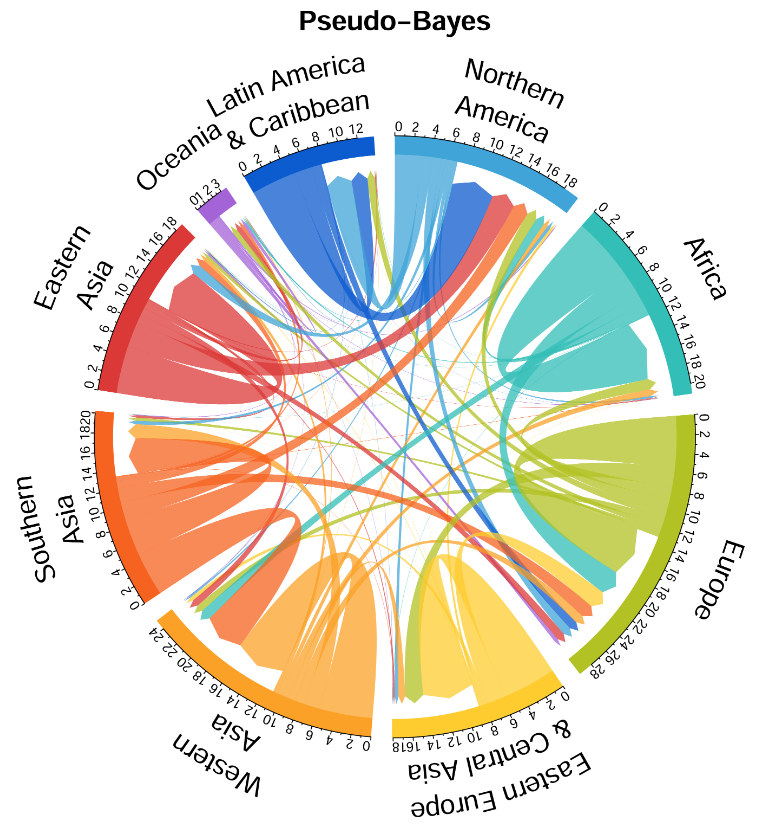 Pseudo−Bayes
Northern
America
0 2 4 6 8 10 12 14 16 18
Africa
0 2 4 6 8 10 12 14 16 18 20
Europe
0 2 4 6 8 10 12 14 16 18 20 22 24 26 28
Eastern Europe
& Central Asia
0 2 4 6 8 10 12 14 16 18
Western
Asia
0 2 4 6 8 10 12 14 16 18 20 22 24
Southern
Asia
0 2 4 6 8 10 12 14 16 18 20
Eastern
Asia
0 2 4 6 8 10 12 14 16 18
Oceania
0 1 2 3
Latin America
& Caribbean
0 2 4 6 8 10 12